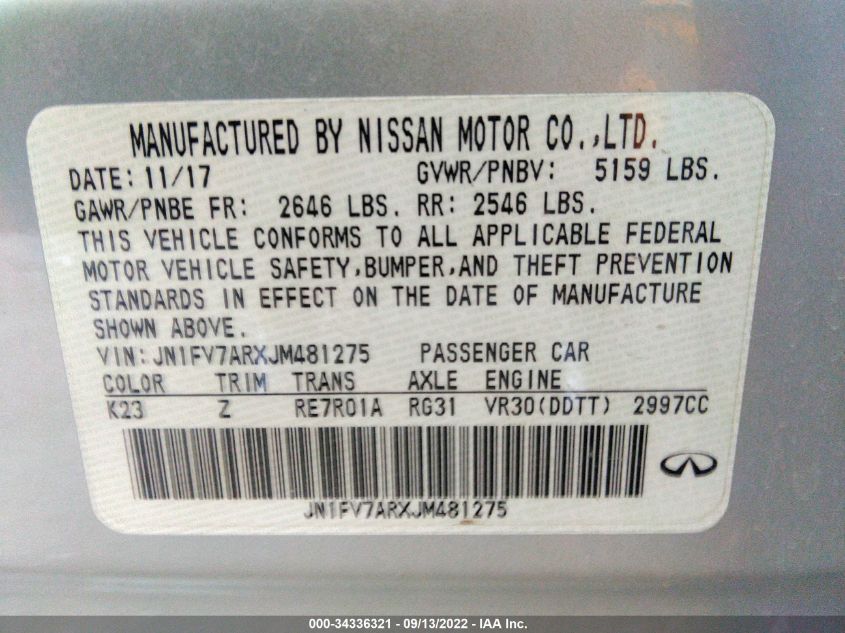 MANUFACTURED BY NISSAN MOTOR CO.,LTD.
DATE: 11/17 GVWR/PNBV: 5159 LBS.
GAWR/PNBE FR: 2646 LBS. RR: 2546 LBS.
THIS VEHICLE CONFORMS TO ALL APPLICABLE FEDERAL
MOTOR VEHICLE SAFETY,BUMPER,AND THEFT PREVENTION
STANDARDS IN EFFECT ON THE DATE OF MANUFACTURE
SHOWN ABOVE.
VIN:JN1FV7ARXJM481275 PASSENGER CAR
COLOR TRIM TRANS AXLE ENGINE
K23 Z RE7R01A RG31 VR30(DDTT) 2997CC
JN1FV7ARXJM481275
000-34336321 - 09/13/2022 - IAA Inc.